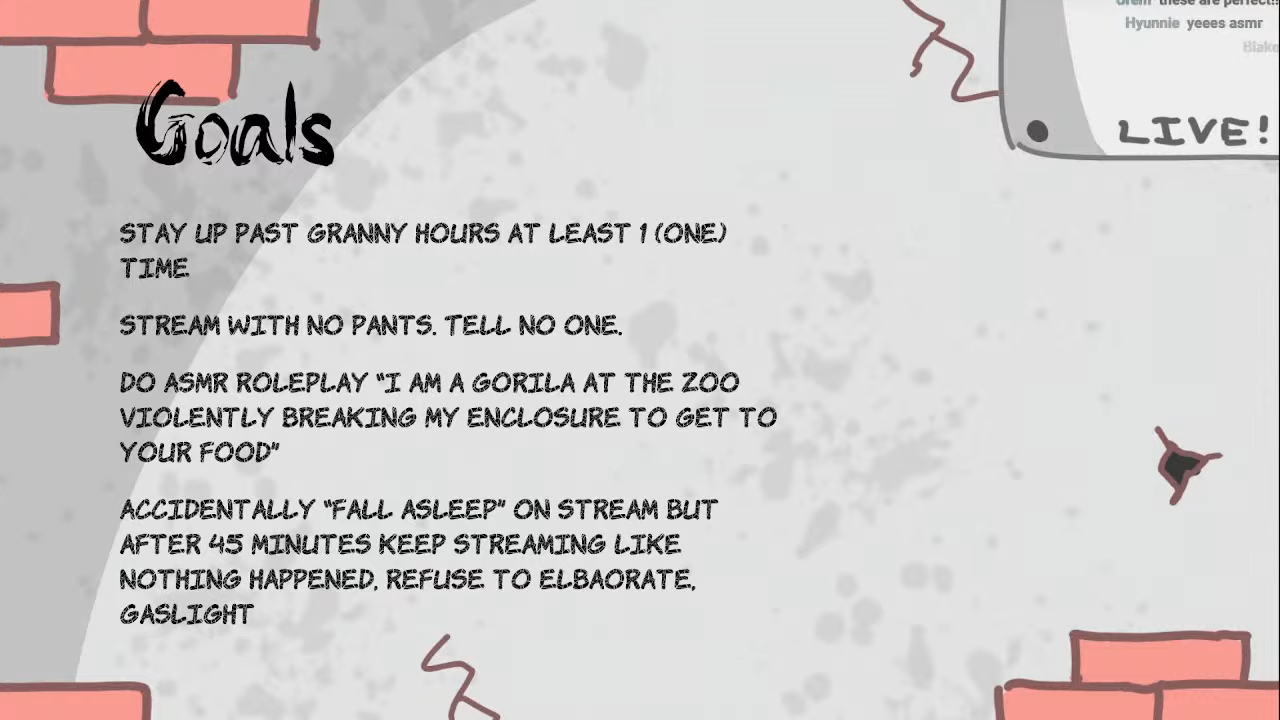 these are perfect!!
Hyunnie yeees asmr
LIVE!
Goals
STAY UP PAST GRANNY HOURS AT LEAST 1 (ONE)
TIME
STREAM WITH NO PANTS. TELL NO ONE.
DO ASMR ROLEPLAY "I AM A GORILA AT THE ZOO
VIOLENTLY BREAKING MY ENCLOSURE TO GET TO
YOUR FOOD"
ACCIDENTALLY "FALL ASLEEP" ON STREAM BUT
AFTER 45 MINUTES KEEP STREAMING LIKE
NOTHING HAPPENED, REFUSE TO ELBAORATE,
GASLIGHT